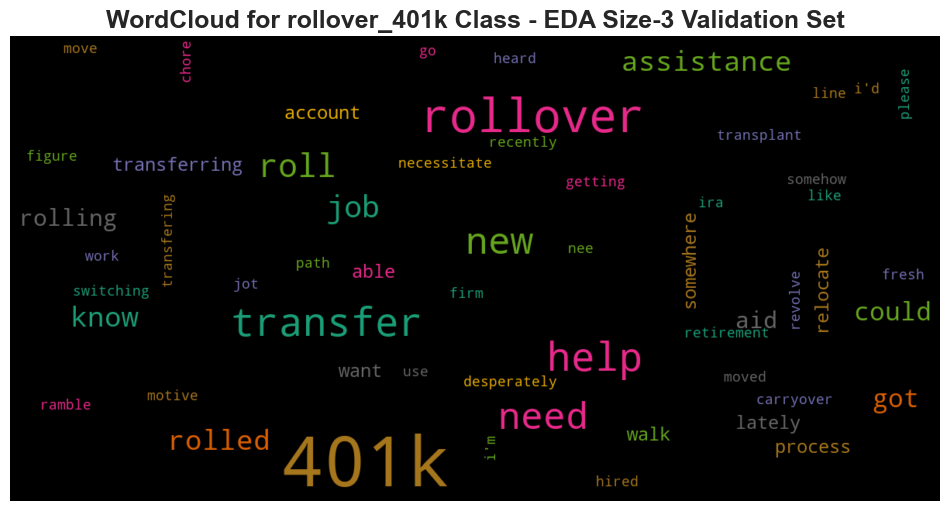 WordCloud for rollover_401k Class - EDA Size-3 Validation Set
move
chore
go
heard
assistance
line
i'd
please
account
rollover
recently
transplant
figure
transferring
roll
necessitate
getting
somehow
like
rolling
transfering
job
ira
new
nee
somewhere
work
path
able
jot
switching
firm
revolve
relocate
fresh
know
transfer
aid
could
retirement
help
want
use
desperately
moved
ramble
motive
carryover
got
need
lately
rolled
walk
process
401k
i'm
hired